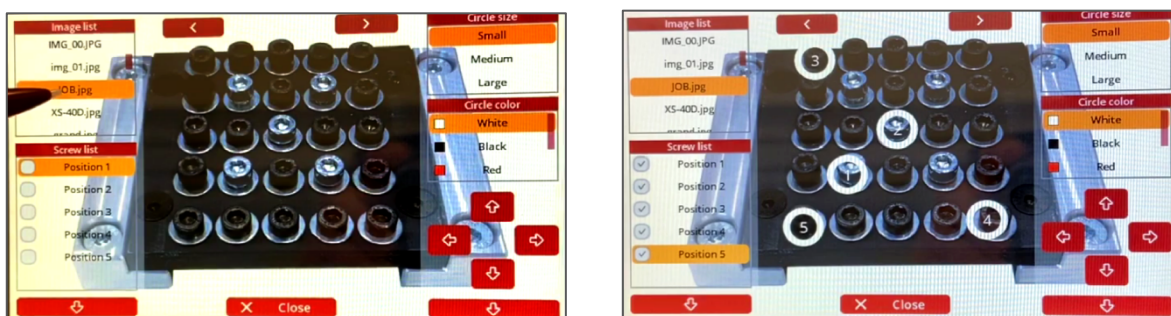 Image list
IMG_00.JPG
img_01.jpg
JOB.jpg
XS-40D.jpg
Screw list
Position 1
Position 2
Position 3
Position 4
Position 5
Circle size
Small
Medium
Large
Circle color
White
Black
Red
Close
Image list
IMG_00.JPG
img_01.jpg
JOB.jpg
XS-40D.jpg
Screw list
Position 1
Position 2
Position 3
Position 4
Position 5
3
2
1
5
4
Circle size
Small
Medium
Large
Circle color
White
Black
Red
Close